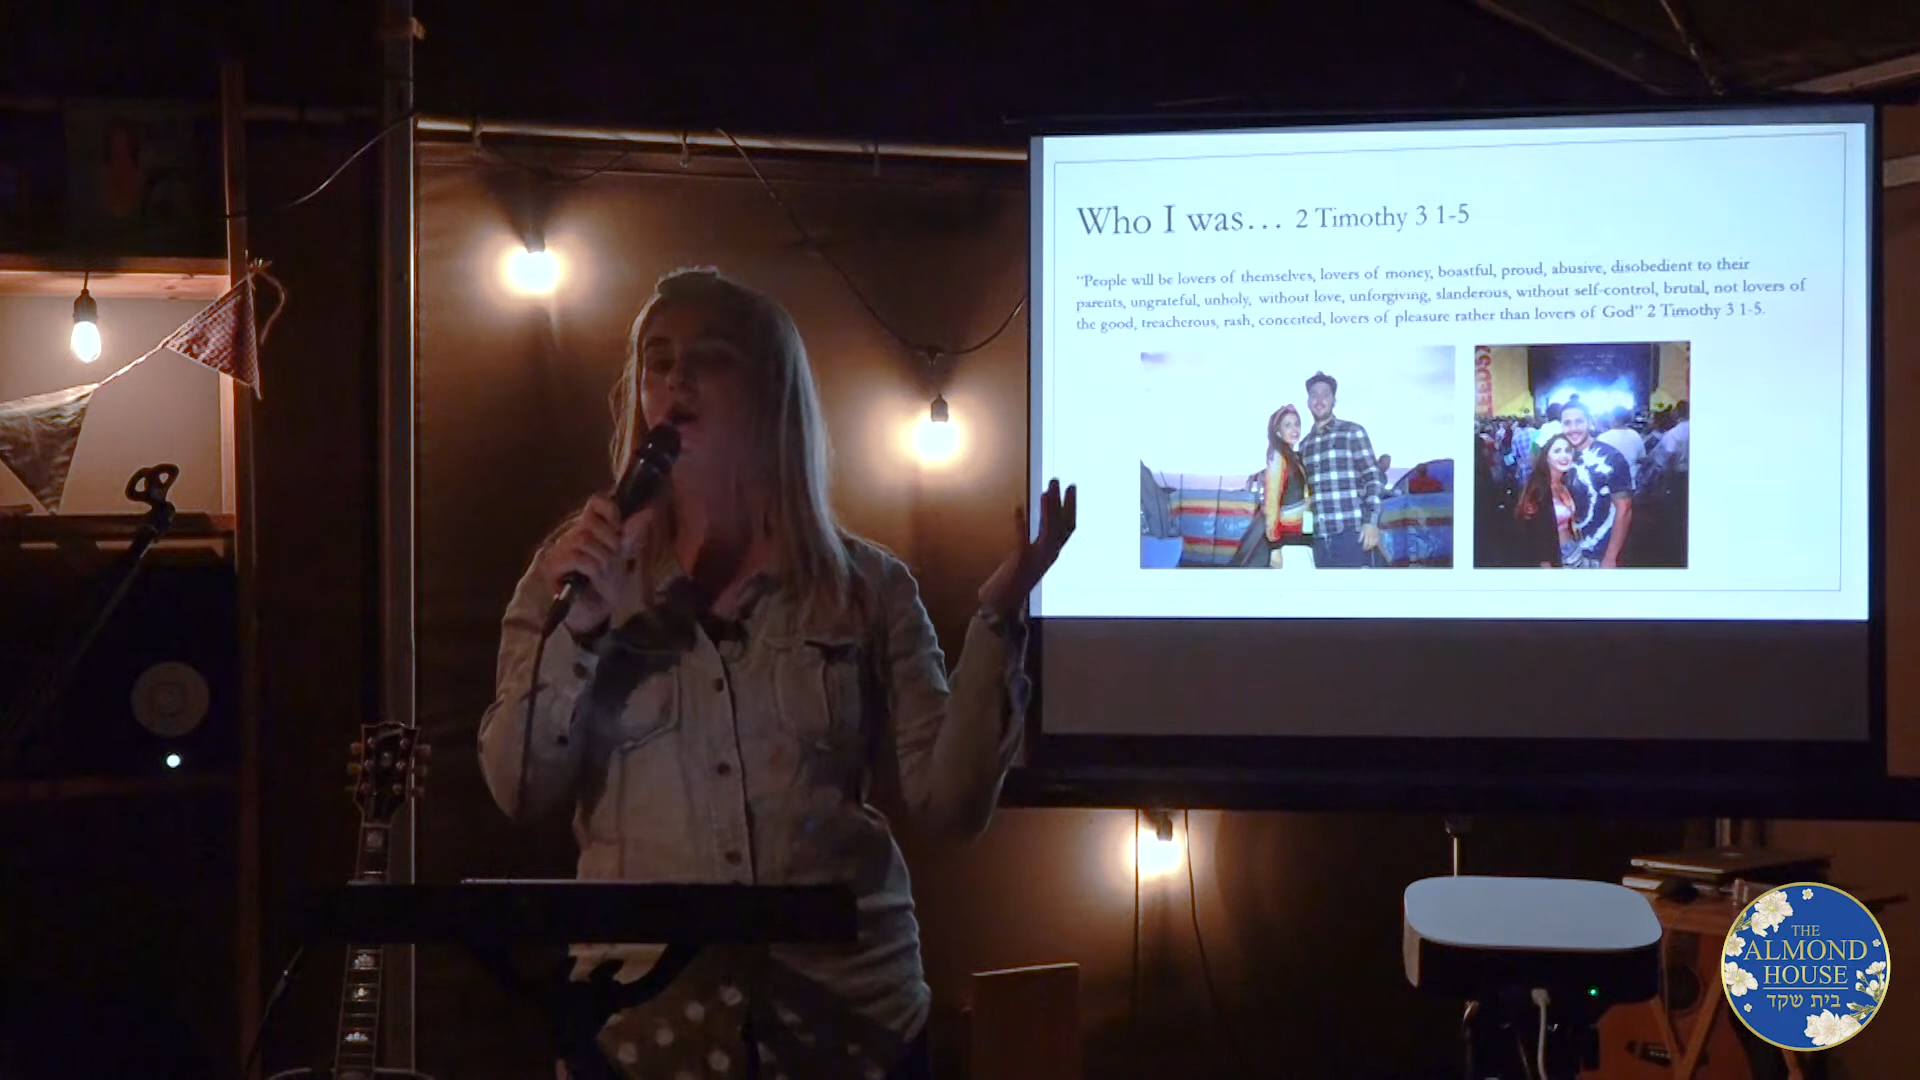 Who I was... 2 Timothy 3 1-5
"People will be lovers of themselves, lovers of money, boastful, proud, abusive, disobedient to their
parents, ungrateful, unholy, without love, unforgiving, slanderous, without self-control, brutal, not lovers of
the good, treacherous, rash, conceited, lovers of pleasure rather than lovers of God" 2 Timothy 3 1-5.
THE
ALMOND
HOUSE
בית שקד